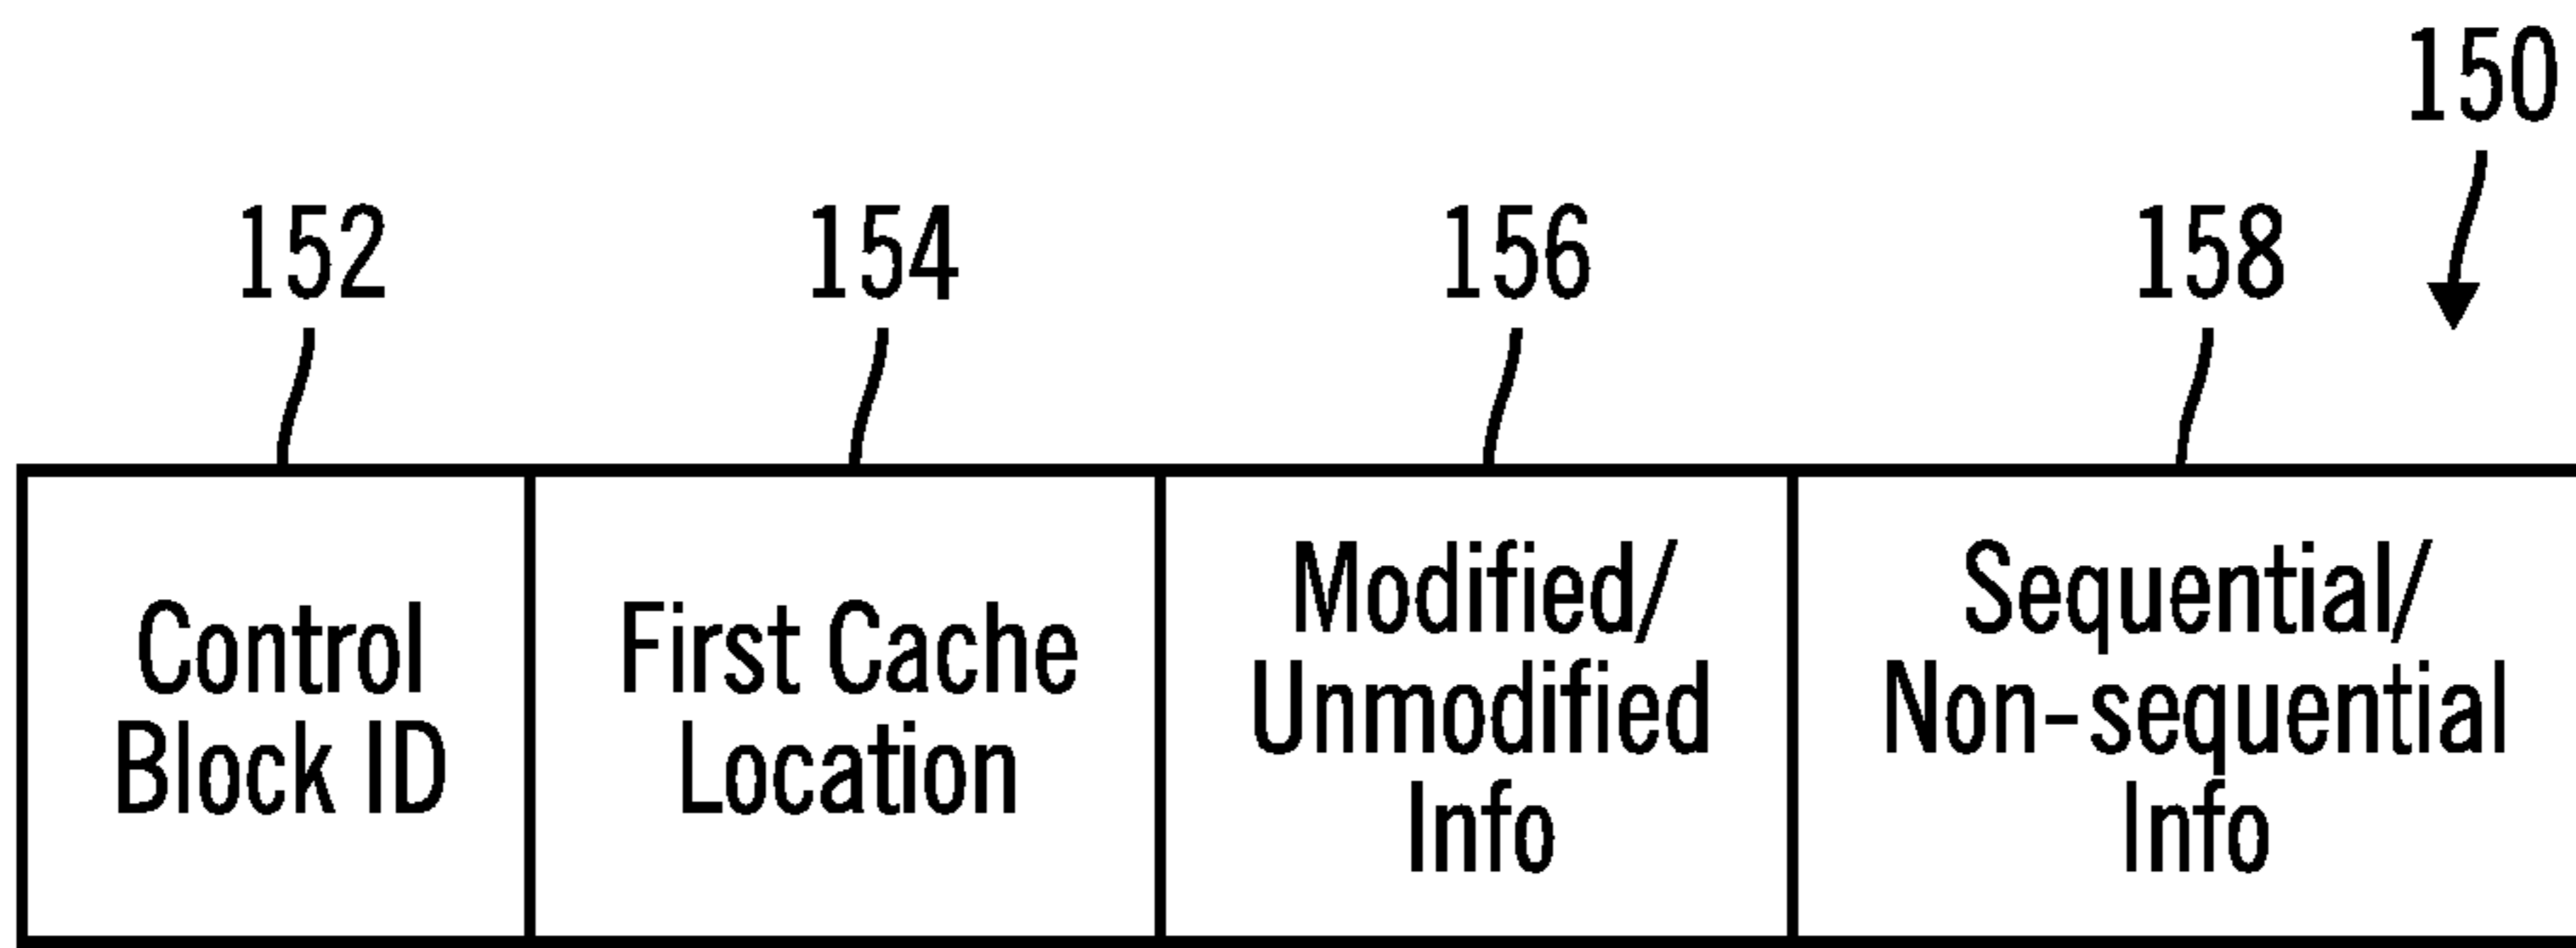 150
152
154
156
158
Control
Block ID
First Cache
Location
Modified/
Unmodified
Info
Sequential/
Non-sequential
Info